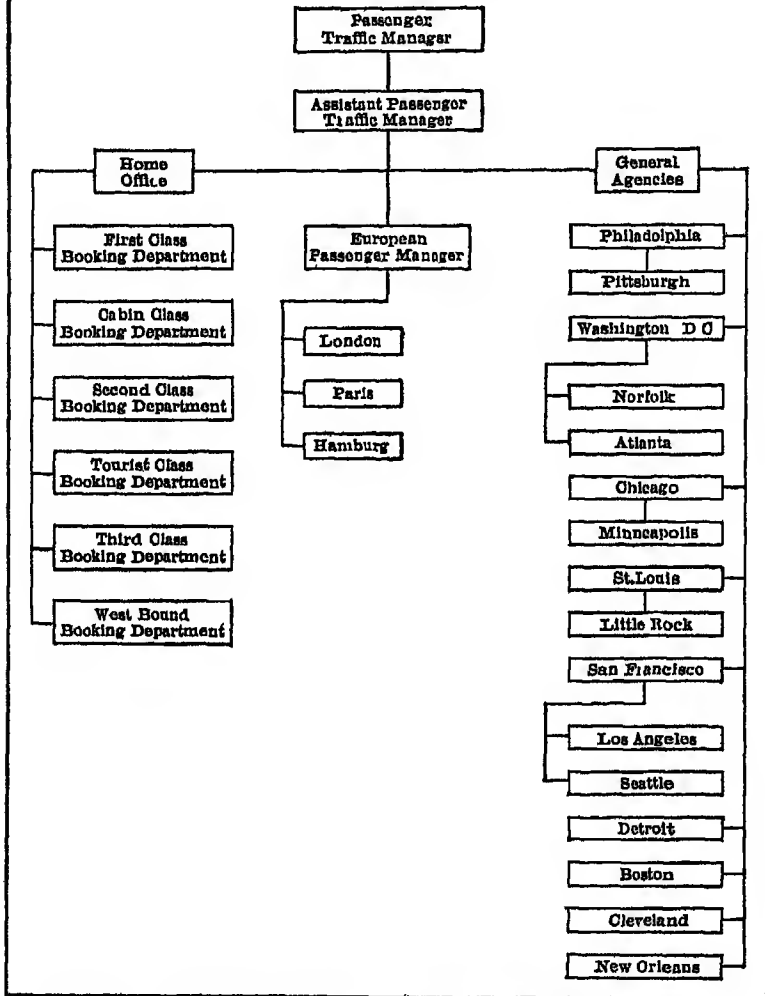 Passenger
Traffic Manager
Assistant Passenger
Traffic Manager
Home
Office
General
Agencies
First Class
Booking Department
Cabin Class
Booking Department
Second Class
Booking Department
Tourist Class
Booking Department
Third Class
Booking Department
West Bound
Booking Department
European
Passenger Manager
London
Paris
Hamburg
Philadelphia
Pittsburgh
Washington D C
Norfolk
Atlanta
Chicago
Minneapolis
St. Louis
Little Rock
San Francisco
Los Angeles
Seattle
Detroit
Boston
Cleveland
New Orleans